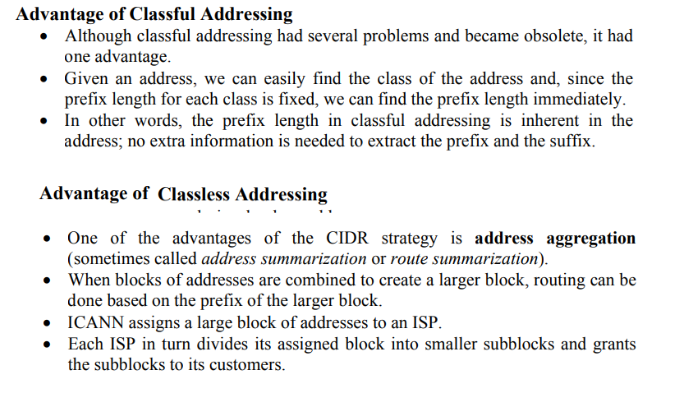 Advantage of Classful Addressing
• Although classful addressing had several problems and became obsolete, it had
one advantage.
• Given an address, we can easily find the class of the address and, since the
prefix length for each class is fixed, we can find the prefix length immediately.
• In other words, the prefix length in classful addressing is inherent in the
address; no extra information is needed to extract the prefix and the suffix.
Advantage of Classless Addressing
• One of the advantages of the CIDR strategy is address aggregation
(sometimes called address summarization or route summarization).
• When blocks of addresses are combined to create a larger block, routing can be
done based on the prefix of the larger block.
• ICANN assigns a large block of addresses to an ISP.
• Each ISP in turn divides its assigned block into smaller subblocks and grants
the subblocks to its customers.